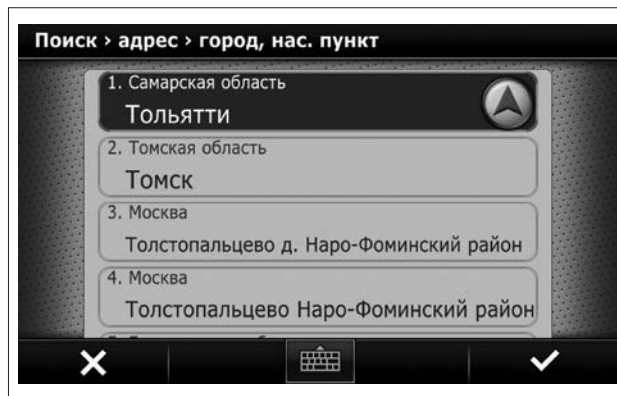 Поиск › адрес › город, нас. пункт
1. Самарская область
Тольятти
2. Томская область
Томск
3. Москва
Толстопальцево д. Наро-Фоминский район
4. Москва
Толстопальцево Наро-Фоминский район